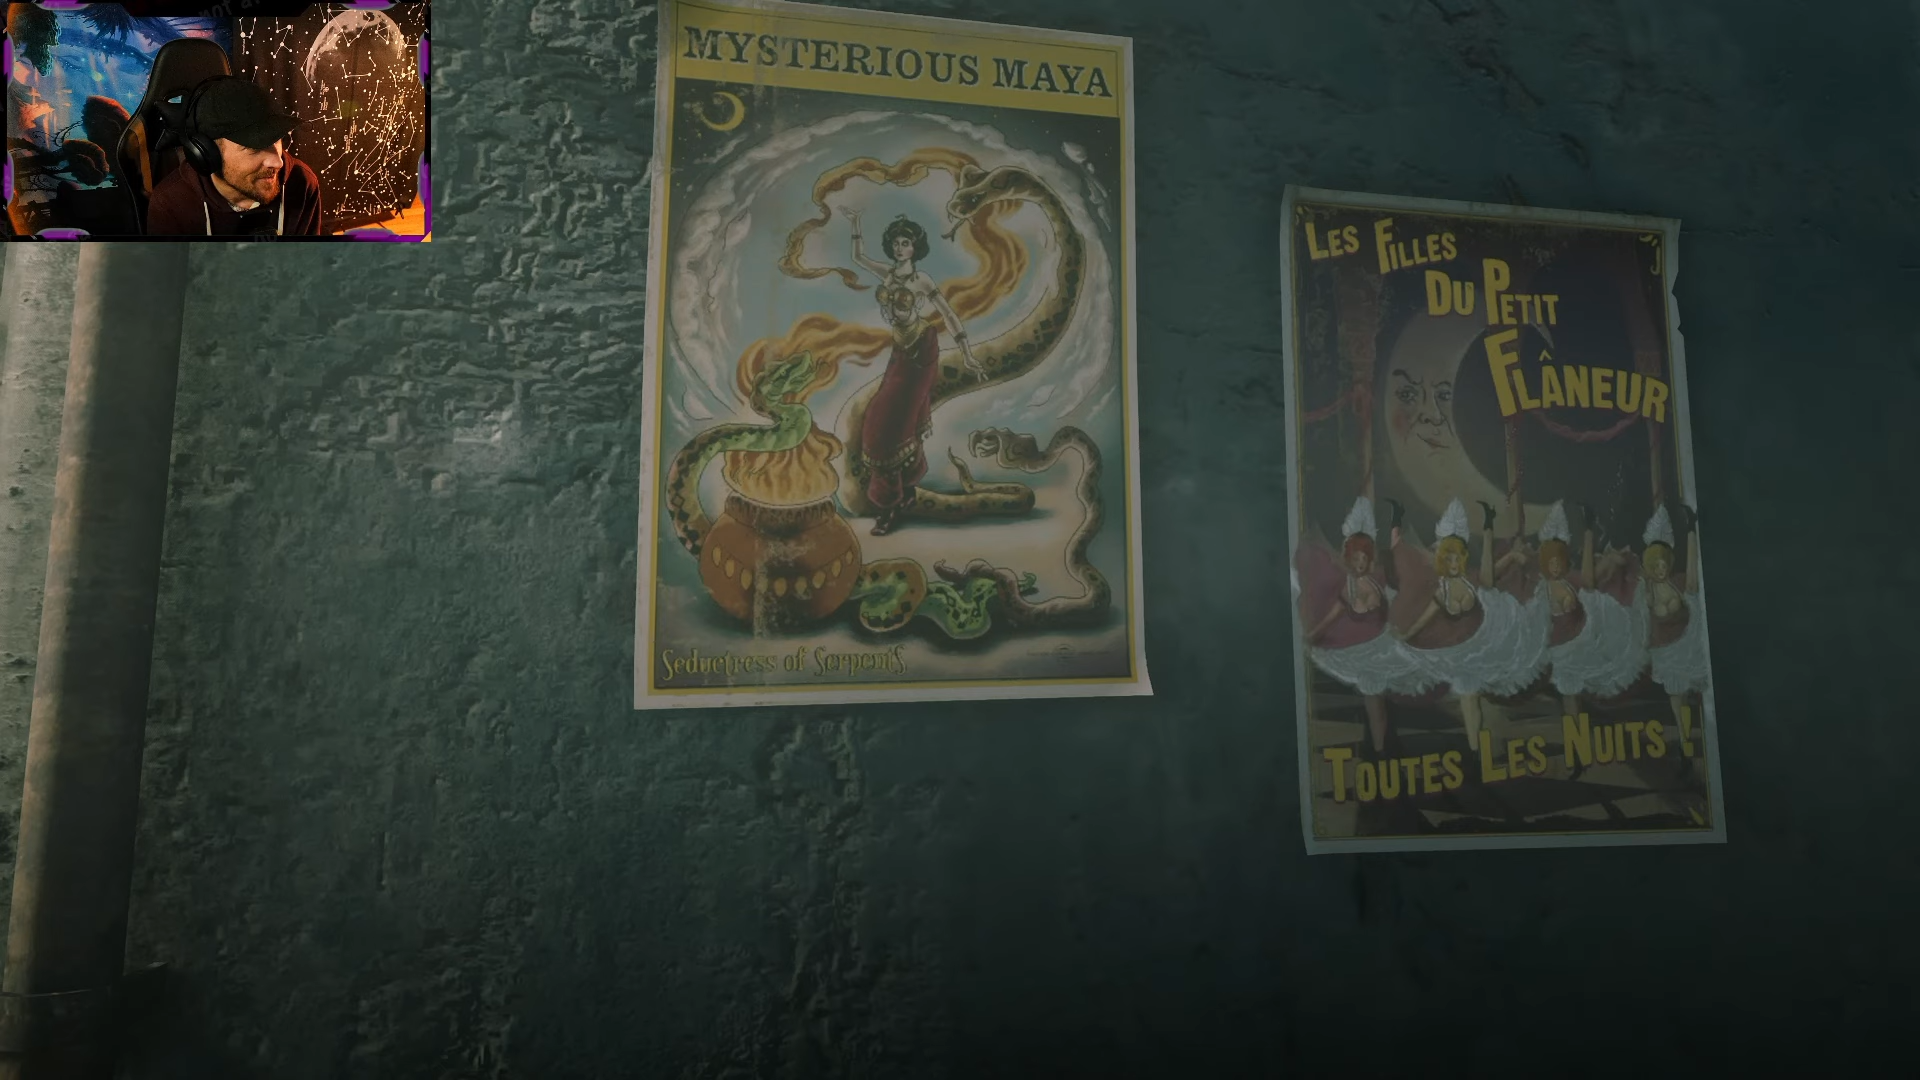 MYSTERIOUS MAYA
Seductress of Serpents
LES FILLES
DU PETIT
FLÂNEUR
TOUTES LES NUITS !